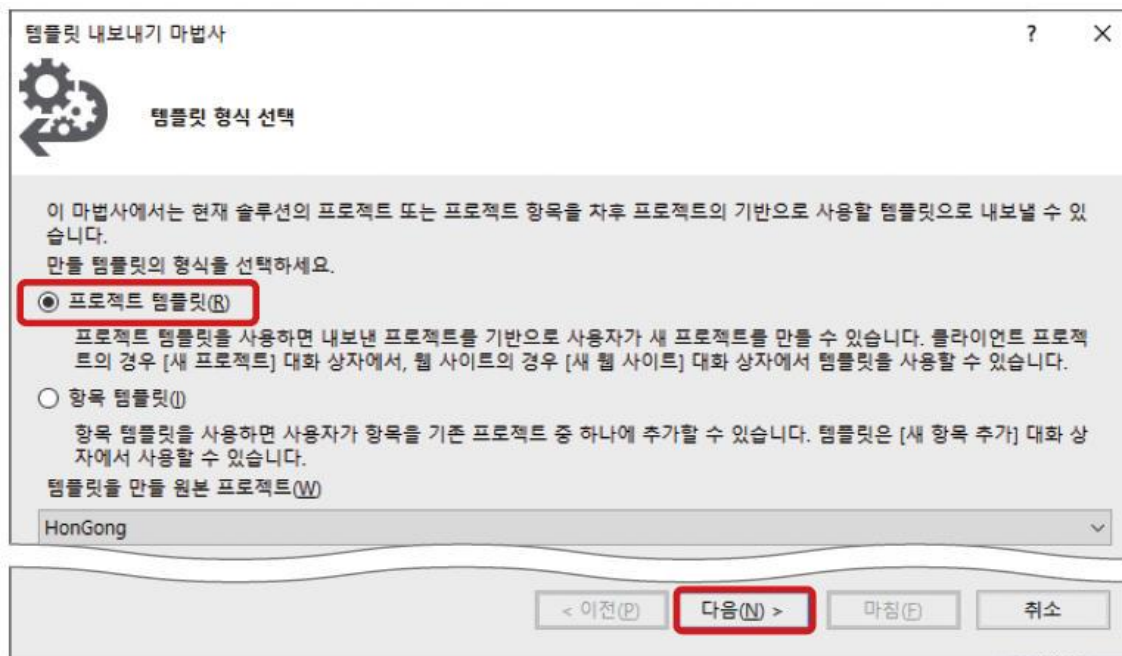 템플릿 내보내기 마법사 ? ×
템플릿 형식 선택
이 마법사에서는 현재 솔루션의 프로젝트 또는 프로젝트 항목을 차후 프로젝트의 기반으로 사용할 템플릿으로 내보낼 수 있
습니다.
만들 템플릿의 형식을 선택하세요.
프로젝트 템플릿(R)
프로젝트 템플릿을 사용하면 내보낸 프로젝트를 기반으로 사용자가 새 프로젝트를 만들 수 있습니다. 클라이언트 프로젝
트의 경우 [새 프로젝트] 대화 상자에서, 웹 사이트의 경우 [새 웹 사이트] 대화 상자에서 템플릿을 사용할 수 있습니다.
항목 템플릿(I)
항목 템플릿을 사용하면 사용자가 항목을 기존 프로젝트 중 하나에 추가할 수 있습니다. 템플릿은 [새 항목 추가] 대화 상
자에서 사용할 수 있습니다.
템플릿을 만들 원본 프로젝트(W)
HonGong
< 이전(P) 다음(N) > 마침(F) 취소